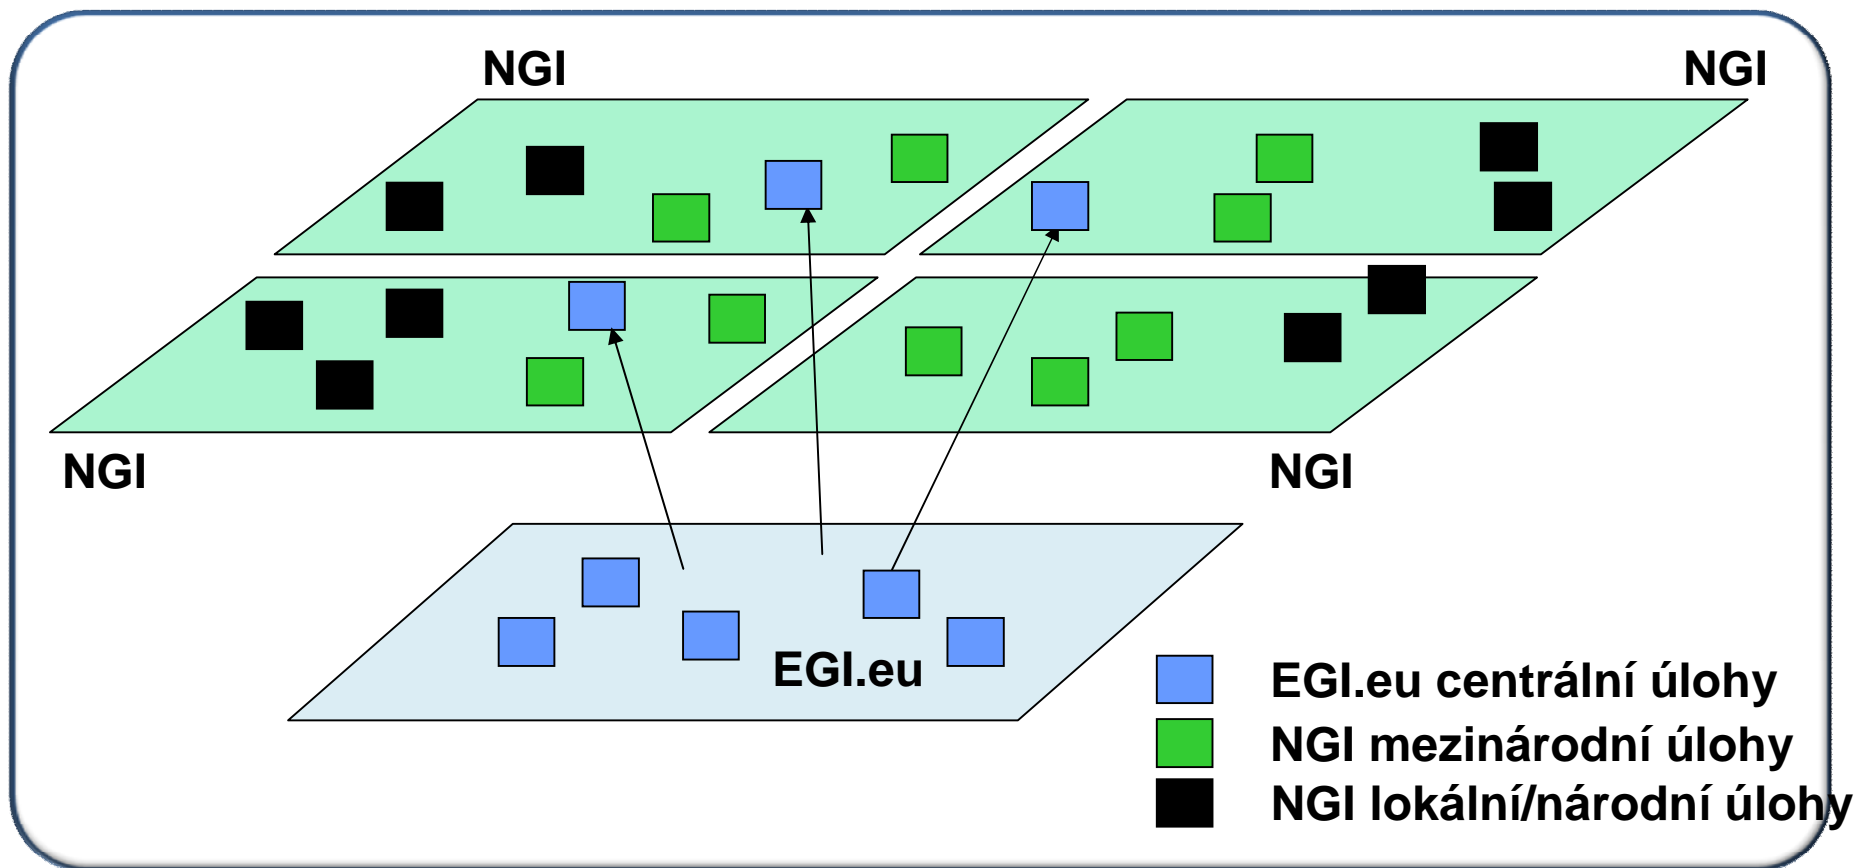 NGI
NGI
NGI
NGI
EGI.eu
EGI.eu centrální úlohy
NGI mezinárodní úlohy
NGI lokální/národní úlohy